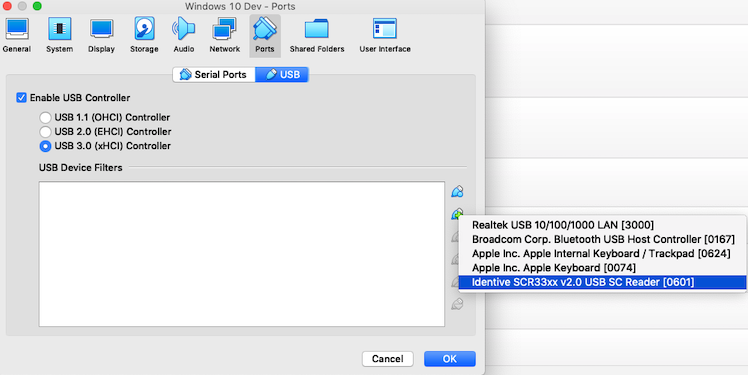 Windows 10 Dev - Ports
General System Display Storage Audio Network Ports Shared Folders User Interface
Serial Ports USB
Enable USB Controller
USB 1.1 (OHCI) Controller
USB 2.0 (EHCI) Controller
USB 3.0 (xHCI) Controller
USB Device Filters
Realtek USB 10/100/1000 LAN [3000]
Broadcom Corp. Bluetooth USB Host Controller [0167]
Apple Inc. Apple Internal Keyboard / Trackpad [0624]
Apple Inc. Apple Keyboard [0074]
Identive SCR33xx v2.0 USB SC Reader [0601]
Cancel OK